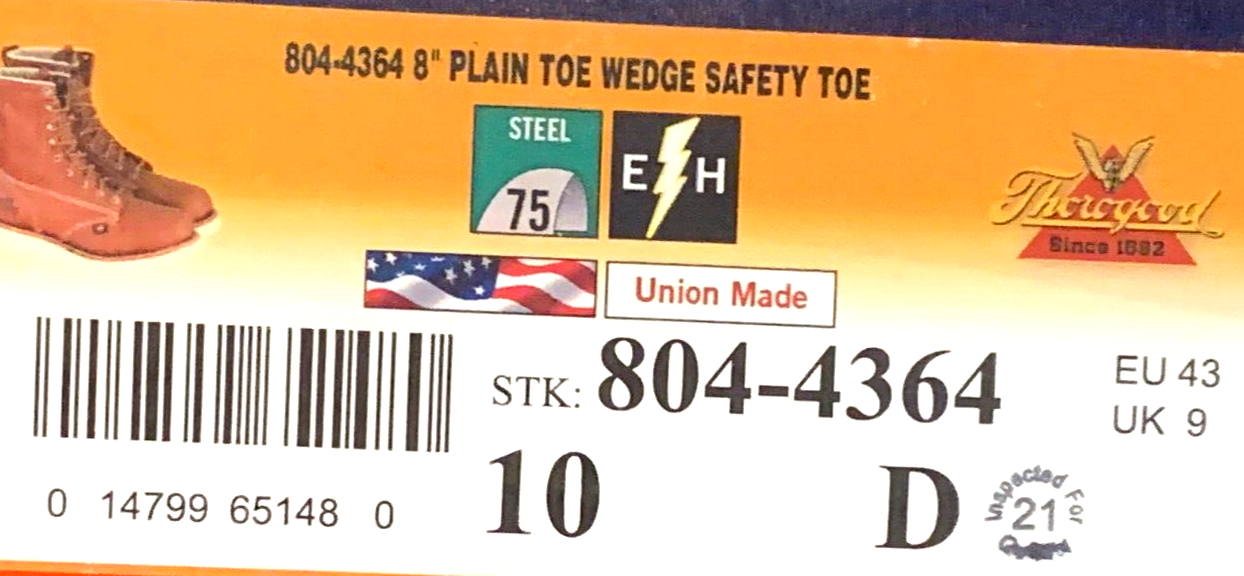 804-4364 8" PLAIN TOE WEDGE SAFETY TOE
STEEL
75
E H
Thorogood
Since 1892
Union Made
STK: 804-4364
EU 43
UK 9
10 D
Inspected For
21
0 14799 65148 0